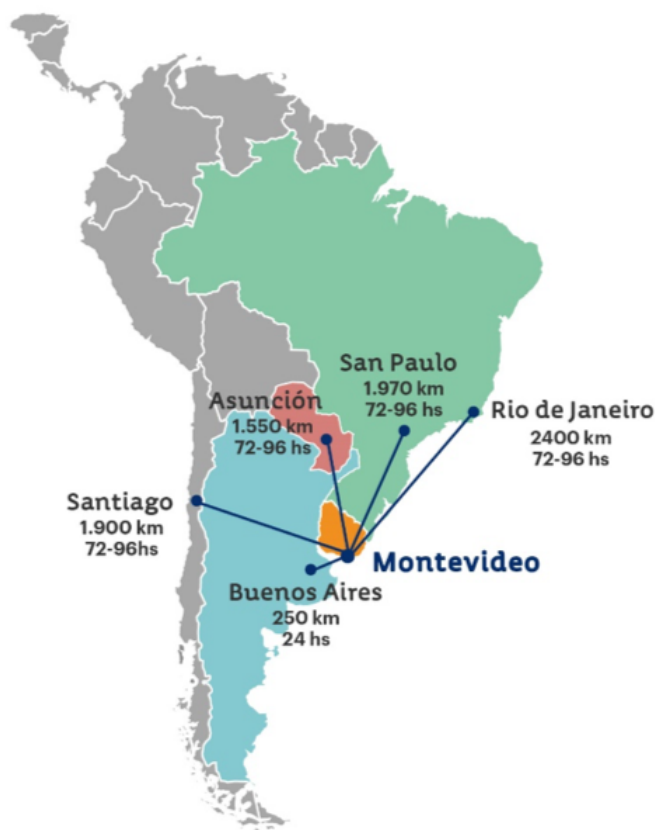 San Paulo
1.970 km
72-96 hs
Asunción
1.550 km
72-96 hs
Rio de Janeiro
2400 km
72-96 hs
Santiago
1.900 km
72-96hs
Montevideo
Buenos Aires
250 km
24 hs